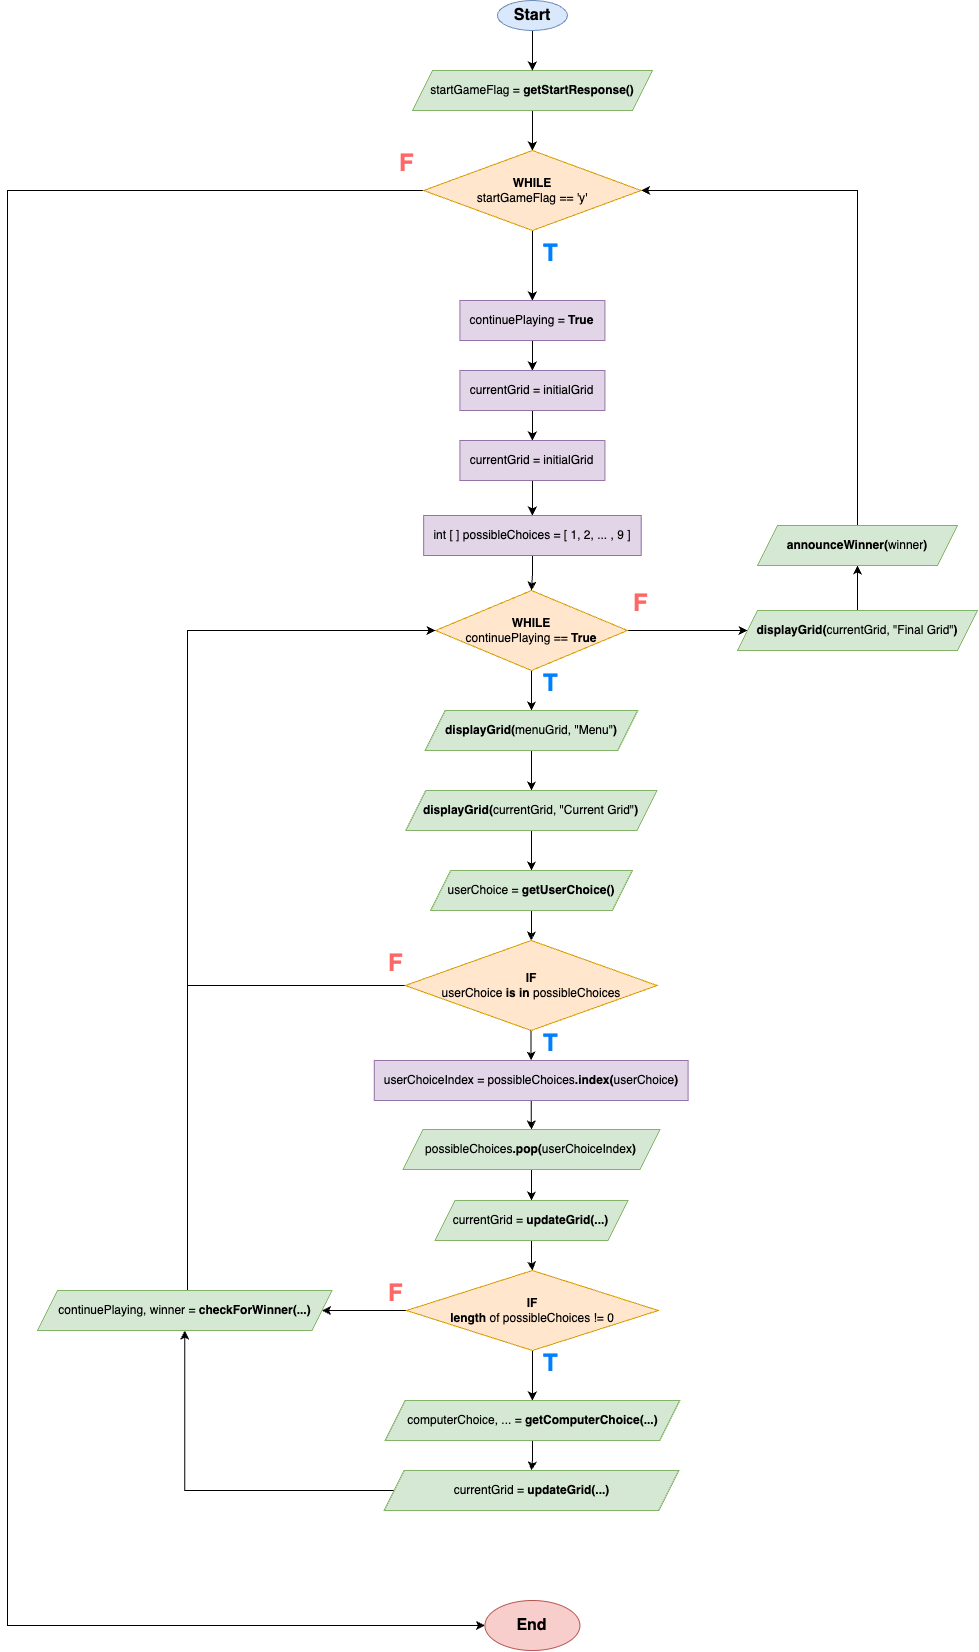 Start
startGameFlag = getStartResponse()
F
WHILE
startGameFlag == 'y'
T
continuePlaying = True
currentGrid = initialGrid
currentGrid = initialGrid
int [ ] possibleChoices = [ 1, 2, ... , 9 ]
announceWinner(winner)
F
WHILE
continuePlaying == True
displayGrid(currentGrid, "Final Grid")
T
displayGrid(menuGrid, "Menu")
displayGrid(currentGrid, "Current Grid")
userChoice = getUserChoice()
F
IF
userChoice is in possibleChoices
T
userChoiceIndex = possibleChoices.index(userChoice)
possibleChoices.pop(userChoiceIndex)
currentGrid = updateGrid(...)
F
IF
length of possibleChoices != 0
continuePlaying, winner = checkForWinner(...)
T
computerChoice, ... = getComputerChoice(...)
currentGrid = updateGrid(...)
End